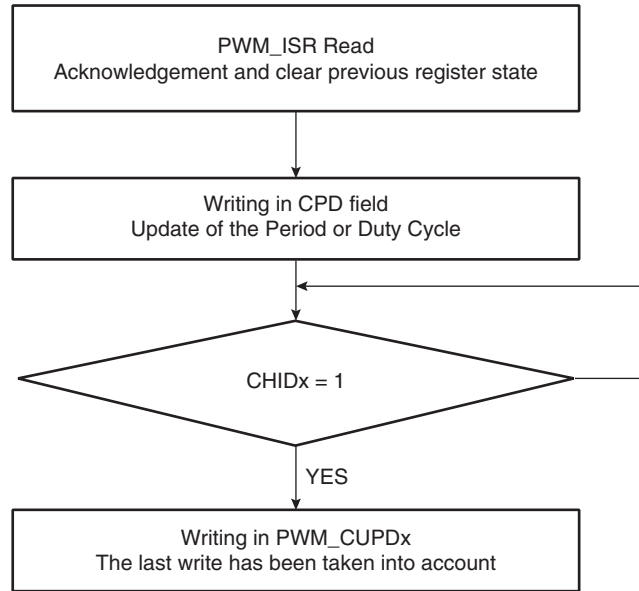 PWM_ISR Read
Acknowledgement and clear previous register state
Writing in CPD field
Update of the Period or Duty Cycle
CHIDx = 1
YES
Writing in PWM_CUPDx
The last write has been taken into account